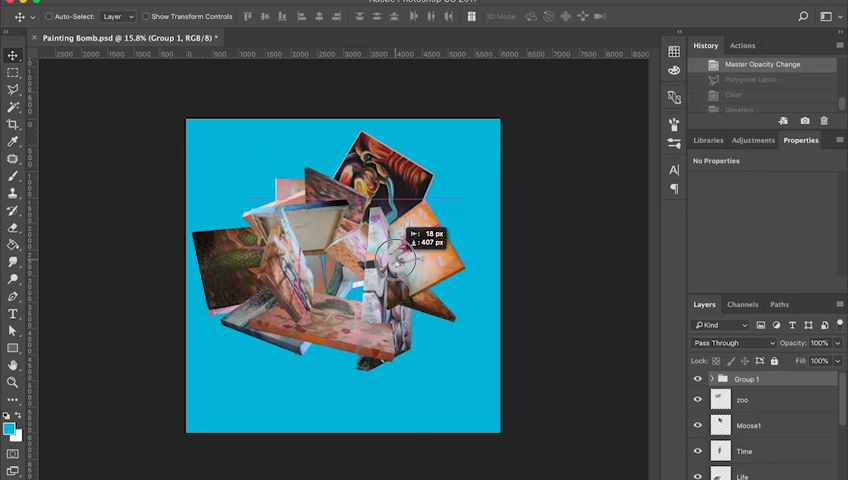 Adobe Photoshop CC 2017
Auto-Select: Layer Show Transform Controls 3D Mode:
× Painting Bomb.psd @ 15.8% (Group 1, RGB/8) *
2500 2000 1500 1000 500 0 500 1000 1500 2000 2500 3000 3500 4000 4500 5000 5500 6000 6500 7000 7500
History Actions
Master Opacity Change
Polygonal Lasso
Clear
Deselect
Libraries Adjustments Properties
No Properties
18 px
407 px
Layers Channels Paths
Kind
Pass Through Opacity: 100%
Lock: Fill: 100%
Group 1
zoo
Moose1
Time
Life